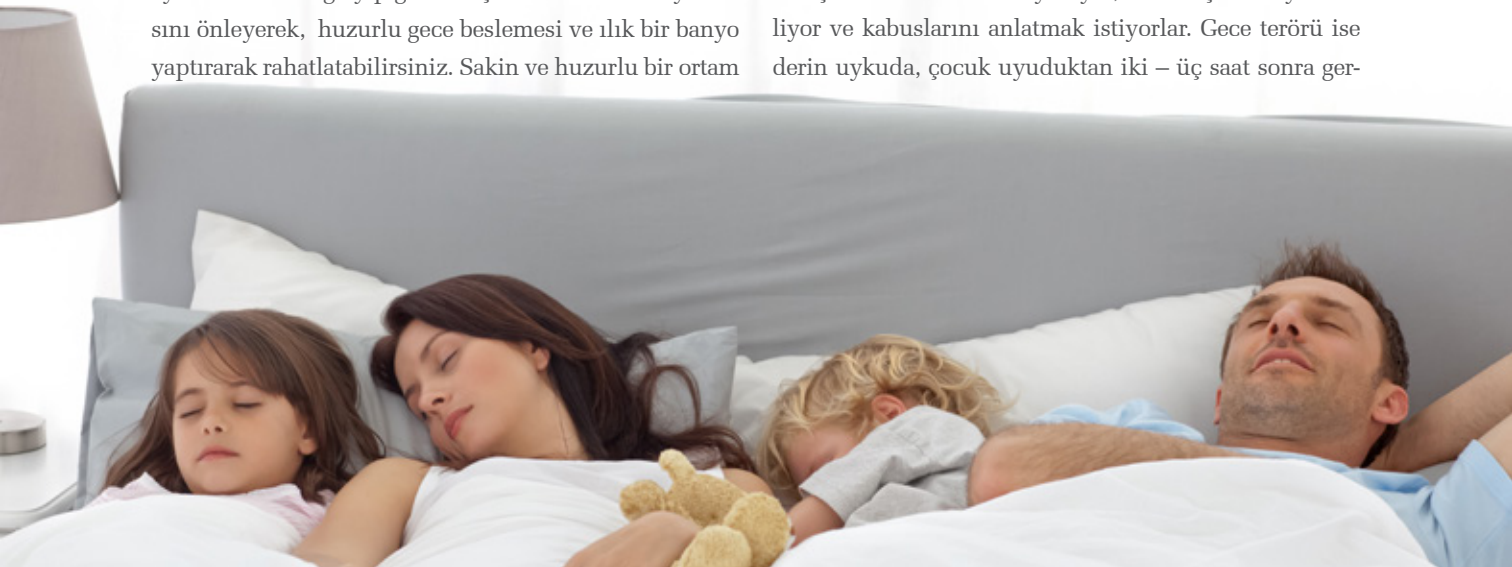 sını önleyerek,  huzurlu gece beslemesi ve ılık bir banyo
yaptırarak rahatlatabilirsiniz. Sakin ve huzurlu bir ortam
liyor ve kabuslarını anlatmak istiyorlar. Gece terörü ise
derin uykuda, çocuk uyuduktan iki – üç saat sonra ger-